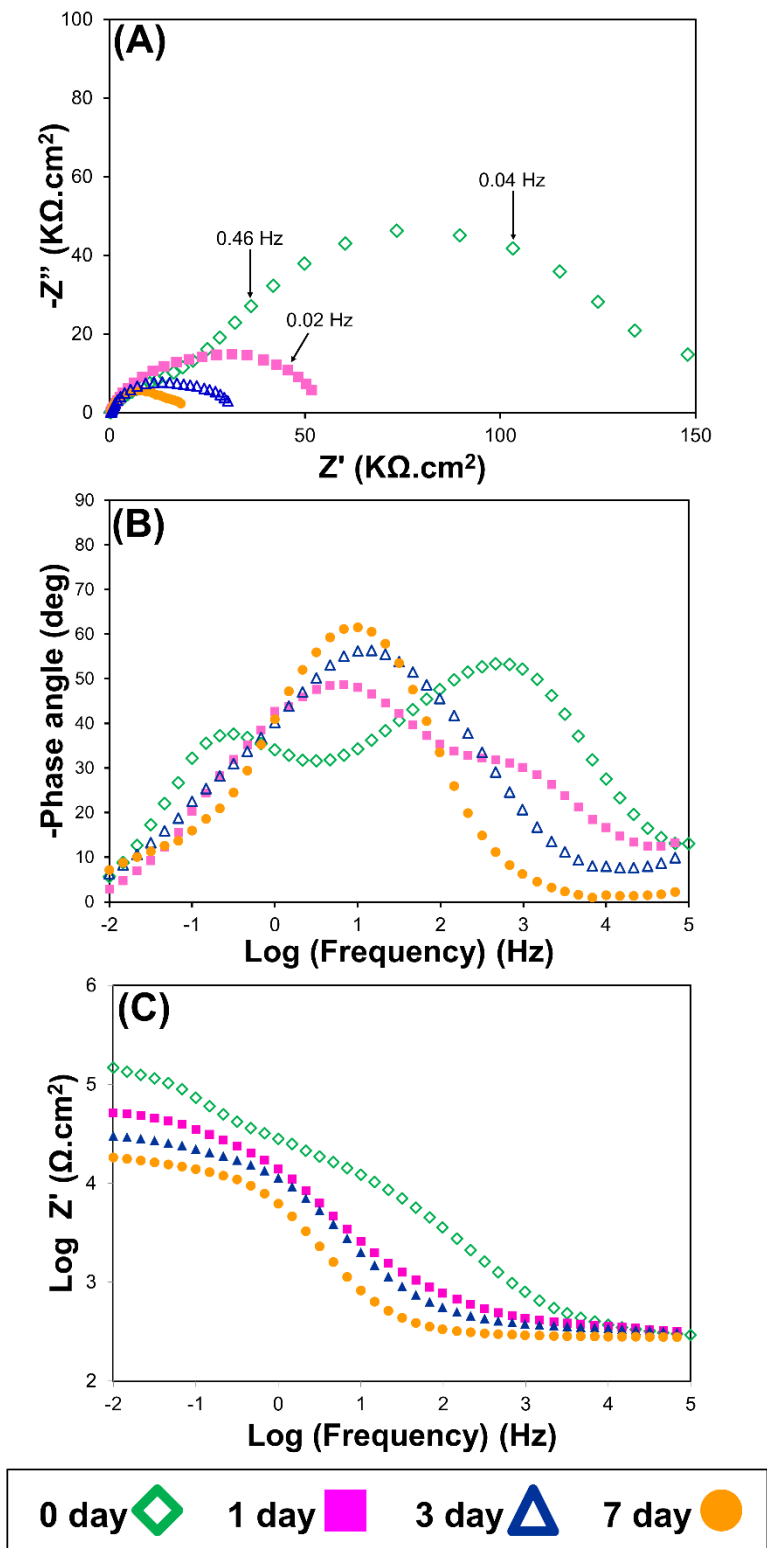 (A)
100
80
60
40
20
0
-Z” (KΩ.cm²)
0.46 Hz
0.04 Hz
0.02 Hz
0 50 100 150
Z' (KΩ.cm²)
(B)
90
80
70
60
50
40
30
20
10
0
-Phase angle (deg)
-2 -1 0 1 2 3 4 5
Log (Frequency) (Hz)
(C)
6
5
4
3
2
Log Z' (Ω.cm²)
-2 -1 0 1 2 3 4 5
Log (Frequency) (Hz)
0 day 1 day 3 day 7 day